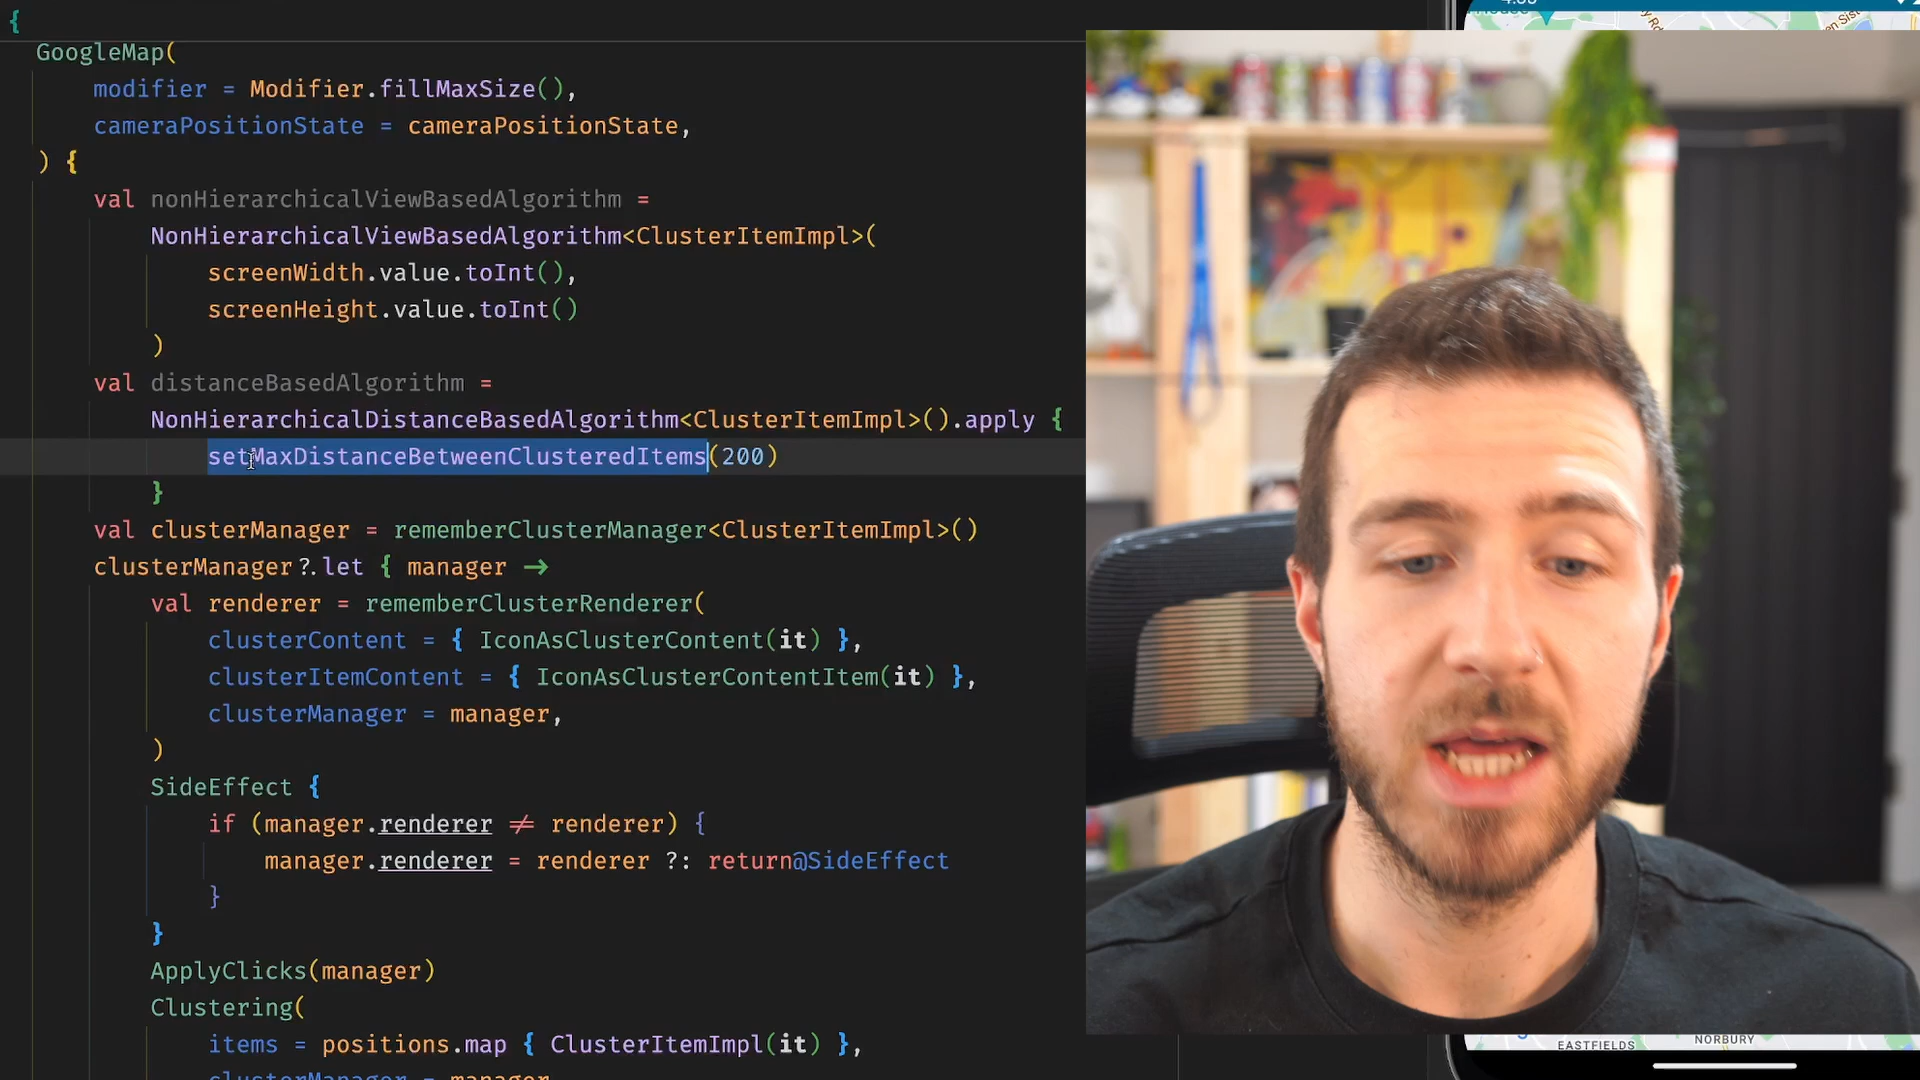 {
GoogleMap(
modifier = Modifier.fillMaxSize(),
cameraPositionState = cameraPositionState,
) {
val nonHierarchicalViewBasedAlgorithm =
NonHierarchicalViewBasedAlgorithm<ClusterItemImpl>(
screenWidth.value.toInt(),
screenHeight.value.toInt()
)
val distanceBasedAlgorithm =
NonHierarchicalDistanceBasedAlgorithm<ClusterItemImpl>().apply {
setMaxDistanceBetweenClusteredItems(200)
}
val clusterManager = rememberClusterManager<ClusterItemImpl>()
clusterManager?.let { manager →
val renderer = rememberClusterRenderer(
clusterContent = { IconAsClusterContent(it) },
clusterItemContent = { IconAsClusterContentItem(it) },
clusterManager = manager,
)
SideEffect {
if (manager.renderer ≠ renderer) {
manager.renderer = renderer ?: return@SideEffect
}
}
ApplyClicks(manager)
Clustering(
items = positions.map { ClusterItemImpl(it) },
clusterManager = manager
EASTFIELDS
NORBURY